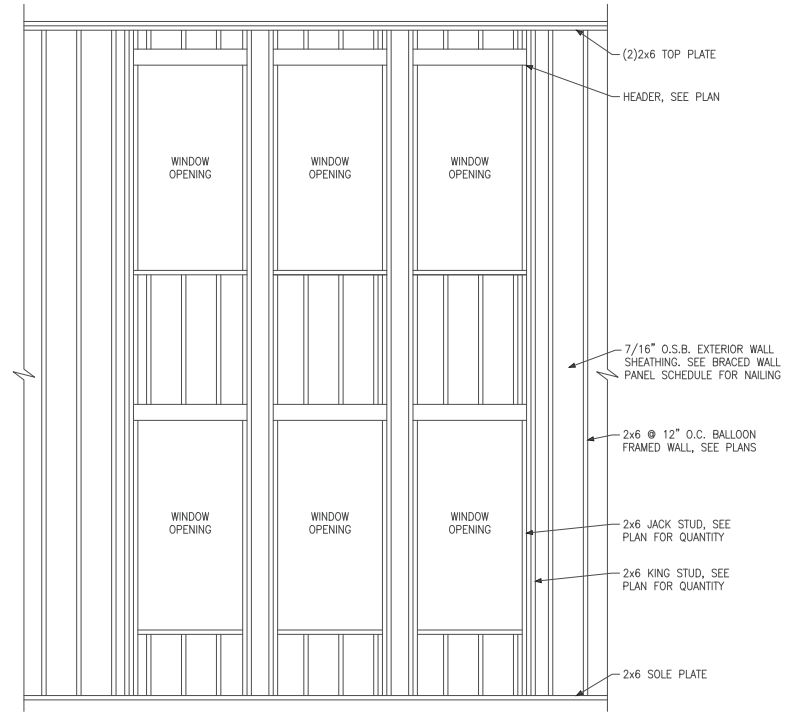 (2)2x6 TOP PLATE
HEADER, SEE PLAN
WINDOW
OPENING
WINDOW
OPENING
WINDOW
OPENING
7/16" O.S.B. EXTERIOR WALL
SHEATHING. SEE BRACED WALL
PANEL SCHEDULE FOR NAILING
2x6 @ 12" O.C. BALLOON
FRAMED WALL, SEE PLANS
WINDOW
OPENING
WINDOW
OPENING
WINDOW
OPENING
2x6 JACK STUD, SEE
PLAN FOR QUANTITY
2x6 KING STUD, SEE
PLAN FOR QUANTITY
2x6 SOLE PLATE